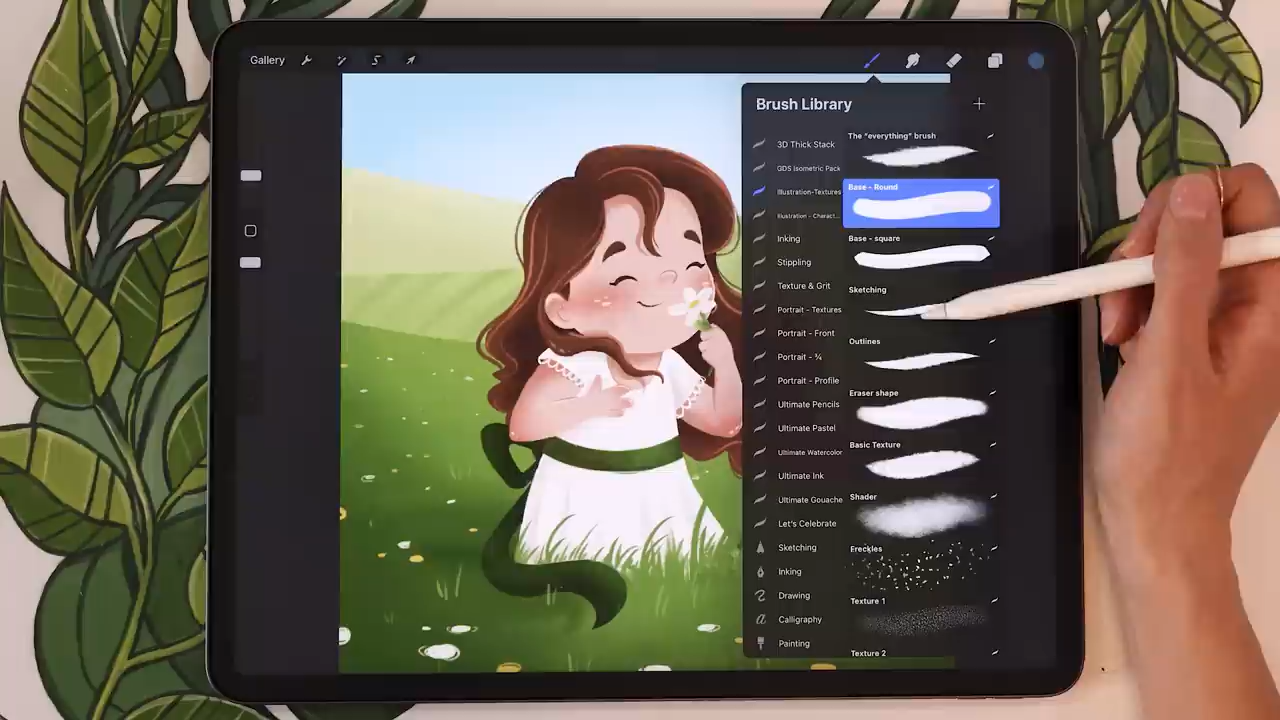 Gallery
Brush Library
3D Thick Stack
GDS Isometric Pack
Illustration-Textures
Illustration - Charact...
Inking
Stippling
Texture & Grit
Portrait - Textures
Portrait - Front
Portrait - ¾
Portrait - Profile
Ultimate Pencils
Ultimate Pastel
Ultimate Watercolor
Ultimate Ink
Ultimate Gouache
Let's Celebrate
Sketching
Inking
Drawing
Calligraphy
Painting
The "everything" brush
Base - Round
Base - square
Sketching
Outlines
Eraser shape
Basic Texture
Shader
Freckles
Texture 1
Texture 2